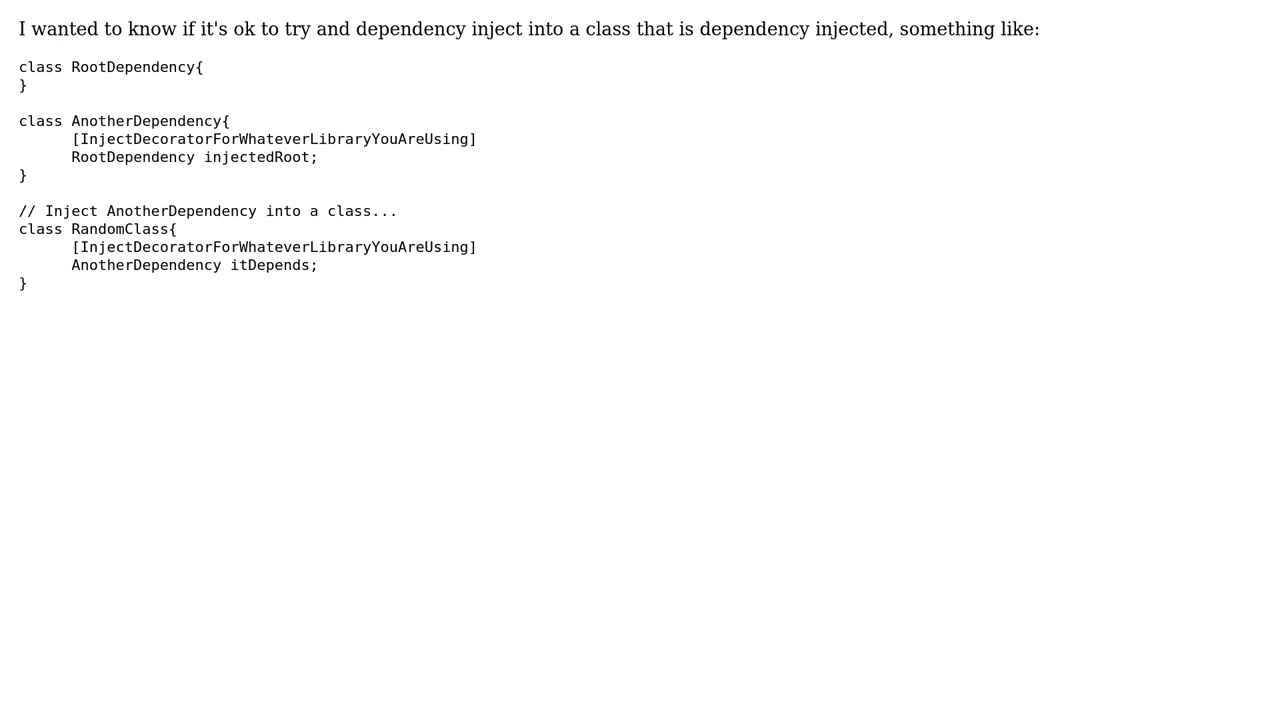 I wanted to know if it's ok to try and dependency inject into a class that is dependency injected, something like:
class RootDependency{
}
class AnotherDependency{
      [InjectDecoratorForWhateverLibraryYouAreUsing]
      RootDependency injectedRoot;
}
// Inject AnotherDependency into a class...
class RandomClass{
      [InjectDecoratorForWhateverLibraryYouAreUsing]
      AnotherDependency itDepends;
}